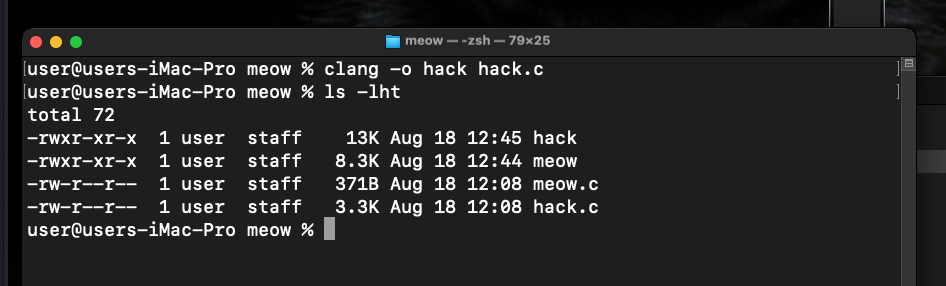 meow — -zsh — 79×25
[user@users-iMac-Pro meow % clang -o hack hack.c ]
[user@users-iMac-Pro meow % ls -lht ]
total 72
-rwxr-xr-x  1 user  staff    13K Aug 18 12:45 hack
-rwxr-xr-x  1 user  staff   8.3K Aug 18 12:44 meow
-rw-r--r--  1 user  staff   371B Aug 18 12:08 meow.c
-rw-r--r--  1 user  staff   3.3K Aug 18 12:08 hack.c
user@users-iMac-Pro meow %